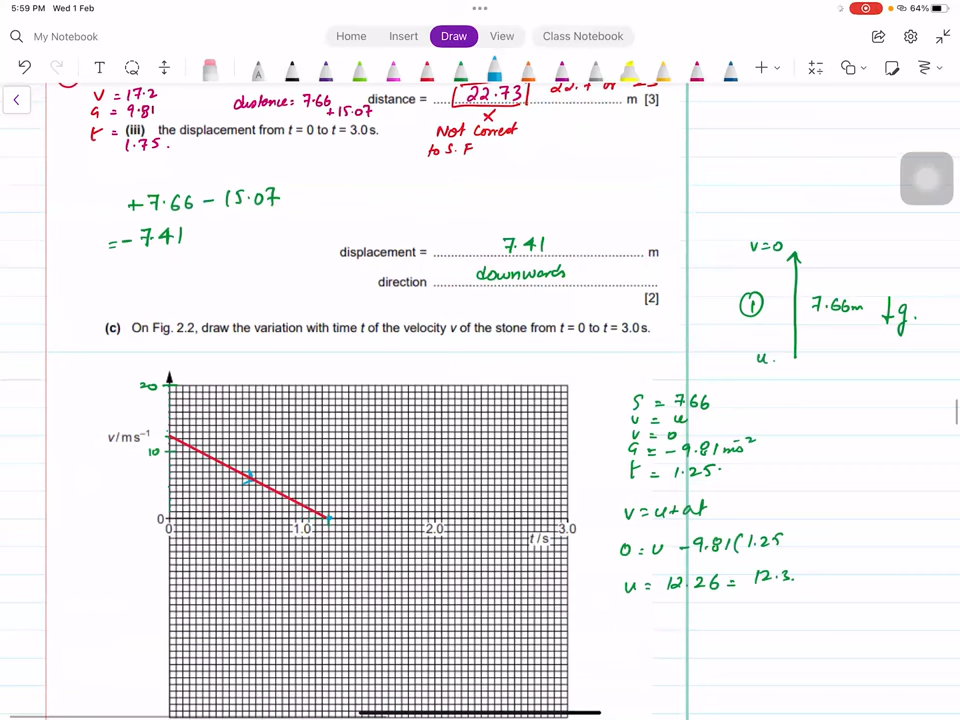 5:59 PM Wed 1 Feb
64%
My Notebook
Home Insert Draw View Class Notebook
V = 17.2
a = 9.81
t =
1.75.
distance: 7.66
+15.07
distance = 22.73 m [3]
x
Not Correct
to S.F
(iii) the displacement from t = 0 to t = 3.0 s.
+7.66 - 15.07
= - 7.41
displacement = 7.41 m
direction downwards
[2]
(c) On Fig. 2.2, draw the variation with time t of the velocity v of the stone from t = 0 to t = 3.0 s.
20
v/ms⁻¹
10
0
0 1.0 2.0 3.0
t/s
v=0
1
7.66m
g.
u.
S = 7.66
u = u
v = 0
a = -9.81 ms⁻²
t = 1.25.
v = u+at
0 = u -9.81(1.25
u = 12.26 = 12.3.